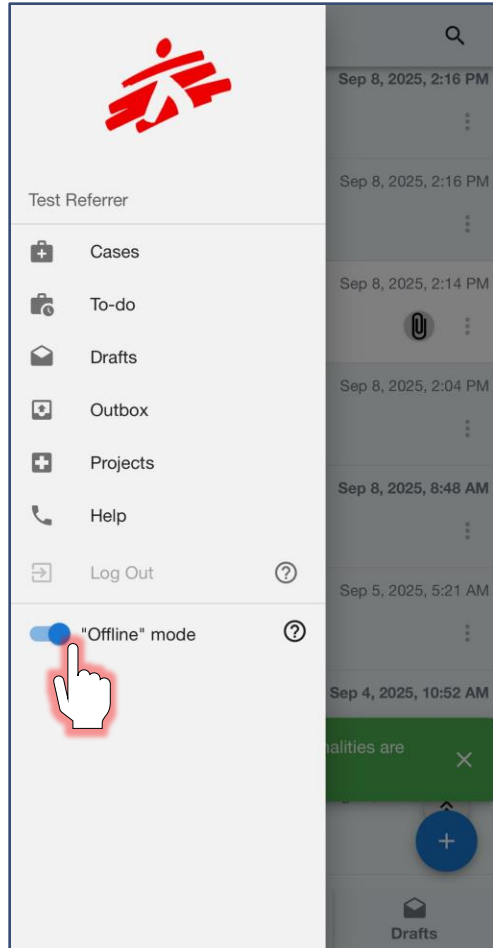 Test Referrer
Cases
To-do
Drafts
Outbox
Projects
Help
Log Out
"Offline" mode
Sep 8, 2025, 2:16 PM
Sep 8, 2025, 2:16 PM
Sep 8, 2025, 2:14 PM
Sep 8, 2025, 2:04 PM
Sep 8, 2025, 8:48 AM
Sep 5, 2025, 5:21 AM
Sep 4, 2025, 10:52 AM
alities are
Drafts